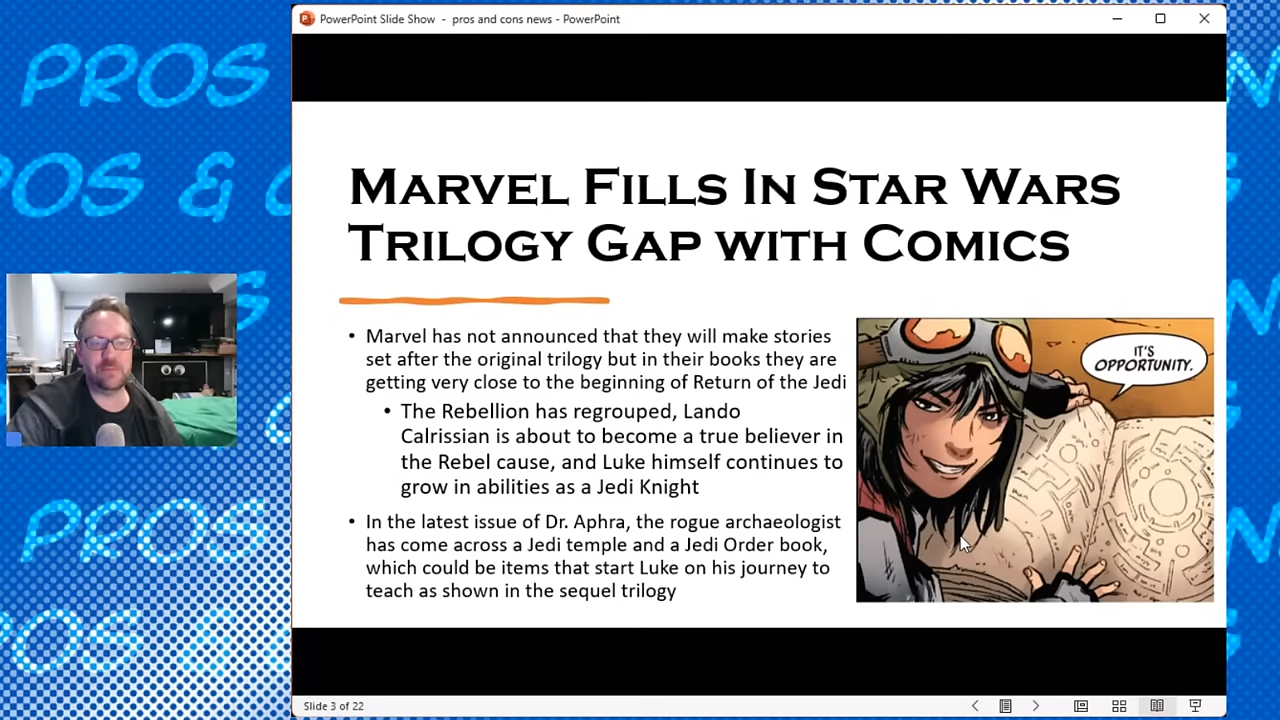 PowerPoint Slide Show - pros and cons news - PowerPoint
PROS
OS & C
PROS
PROS
MARVEL FILLS IN STAR WARS
TRILOGY GAP WITH COMICS
• Marvel has not announced that they will make stories
set after the original trilogy but in their books they are
getting very close to the beginning of Return of the Jedi
• The Rebellion has regrouped, Lando
Calrissian is about to become a true believer in
the Rebel cause, and Luke himself continues to
grow in abilities as a Jedi Knight
• In the latest issue of Dr. Aphra, the rogue archaeologist
has come across a Jedi temple and a Jedi Order book,
which could be items that start Luke on his journey to
teach as shown in the sequel trilogy
IT'S
OPPORTUNITY.
Slide 3 of 22